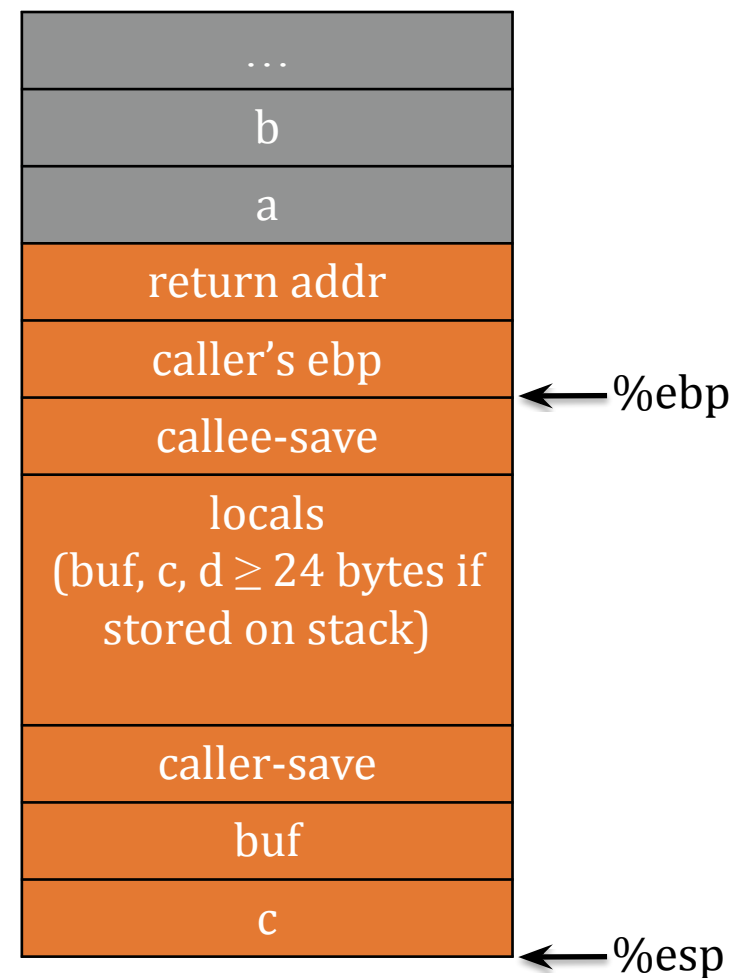 ...
b
a
return addr
caller’s ebp
%ebp
callee-save
locals
(buf, c, d ≥ 24 bytes if
stored on stack)
caller-save
buf
c
%esp